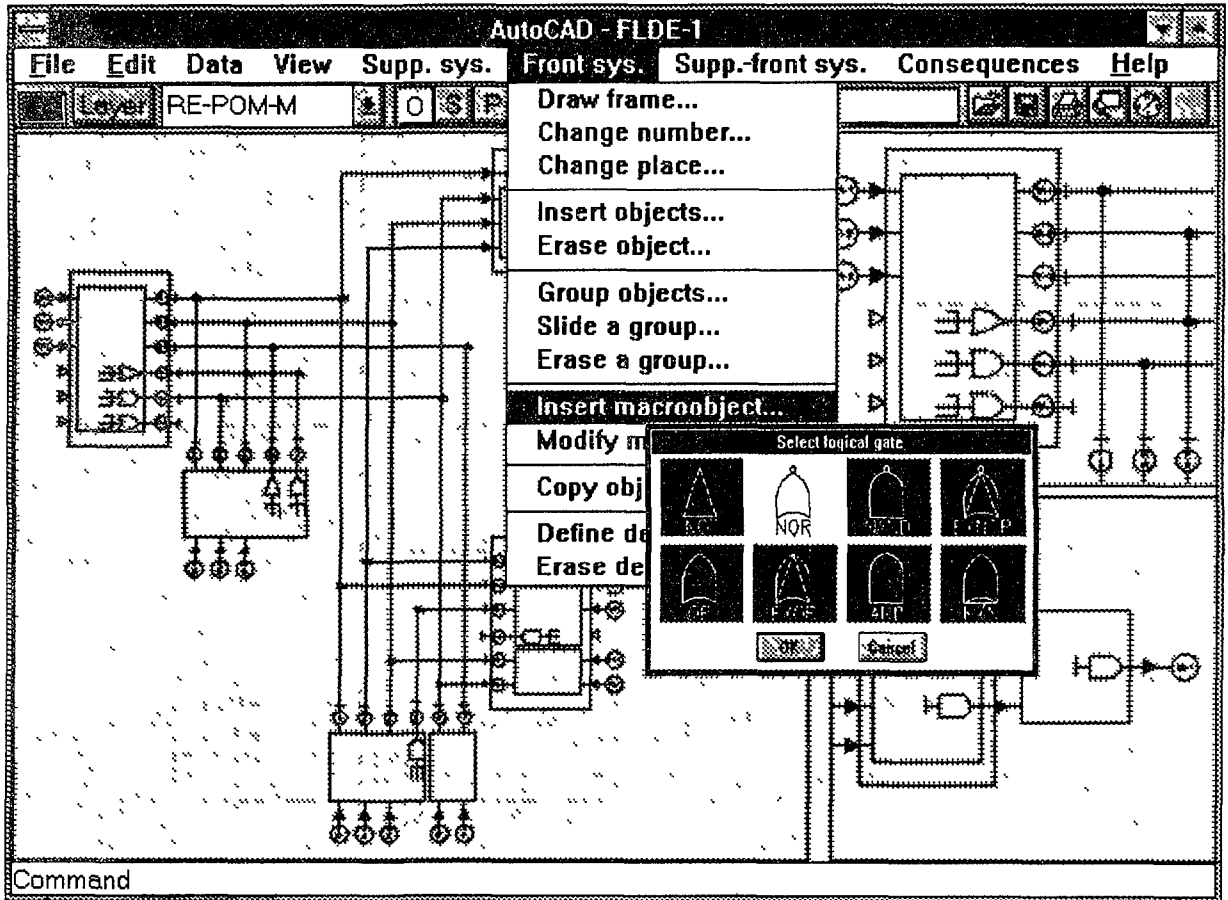 AutoCAD - FLDE-1
File Edit Data View Supp. sys. Front sys. Supp.-front sys. Consequences Help
Layer RE-POM-M O S P
Draw frame...
Change number...
Change place...
Insert objects...
Erase object...
Group objects...
Slide a group...
Erase a group...
Insert macroobject...
Modify m
Copy obj
Define de
Erase de
Select logical gate
NOR
OK Cancel
Command